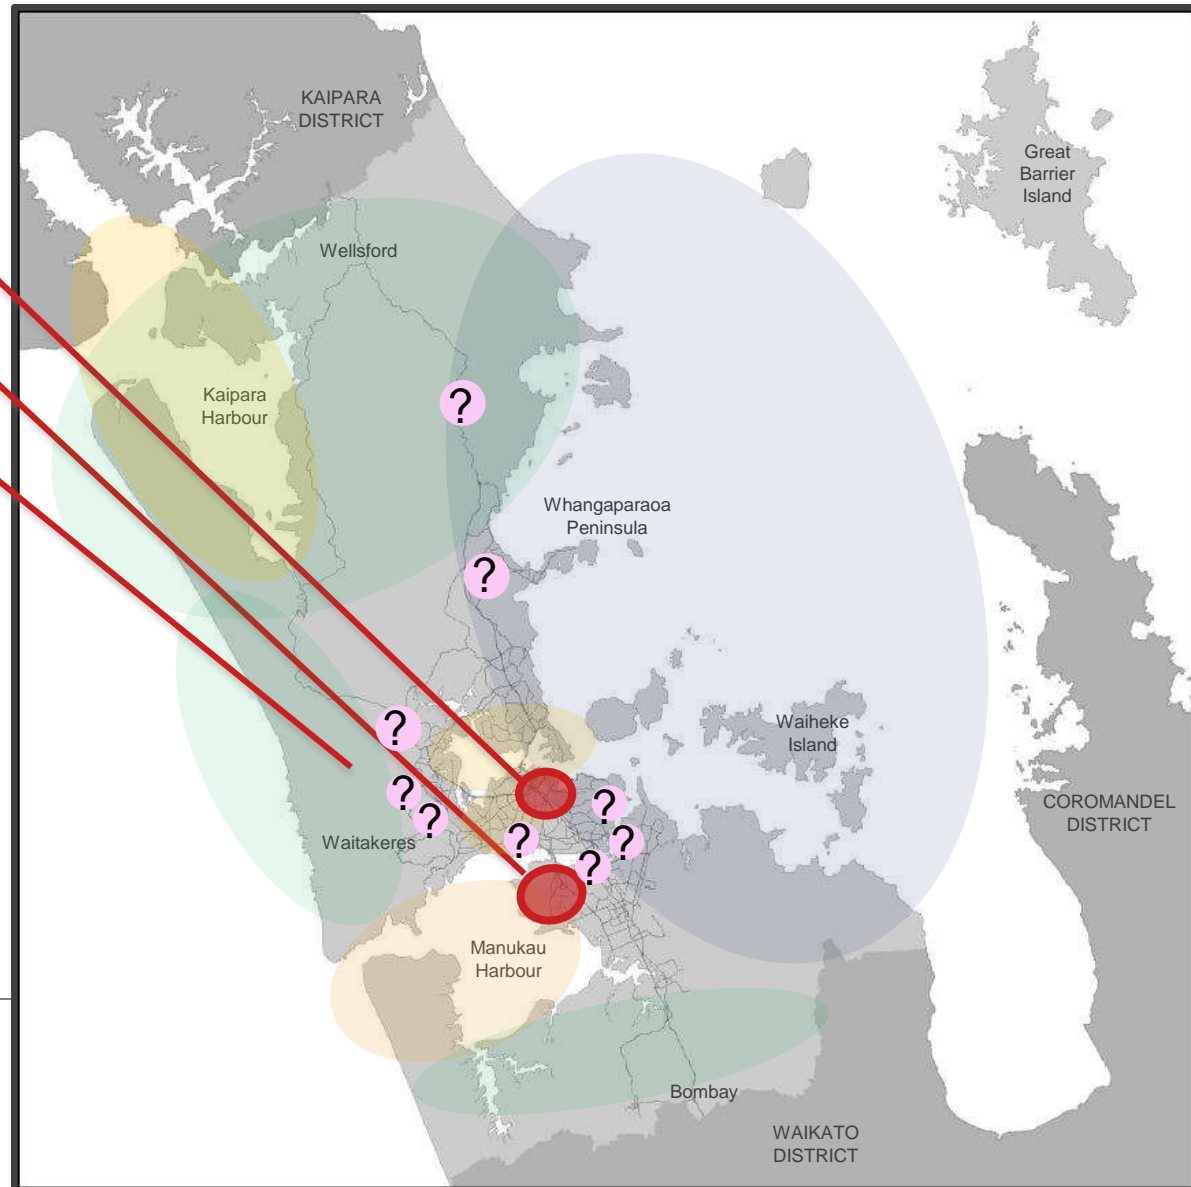 KAIPARA
DISTRICT
Great
Barrier
Island
Wellsford
Kaipara
Harbour
?
Whangaparaoa
Peninsula
?
Waiheke
Island
?
?
?
?
?
?
?
COROMANDEL
DISTRICT
Waitakeres
Manukau
Harbour
Bombay
WAIKATO
DISTRICT